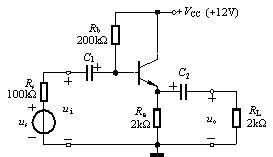 +VCC (+12V)
Rb
200kΩ
C1
+
C2
+
Rs
100kΩ
+
+
ui
us
−
−
Re
2kΩ
+
uo
−
RL
2kΩ